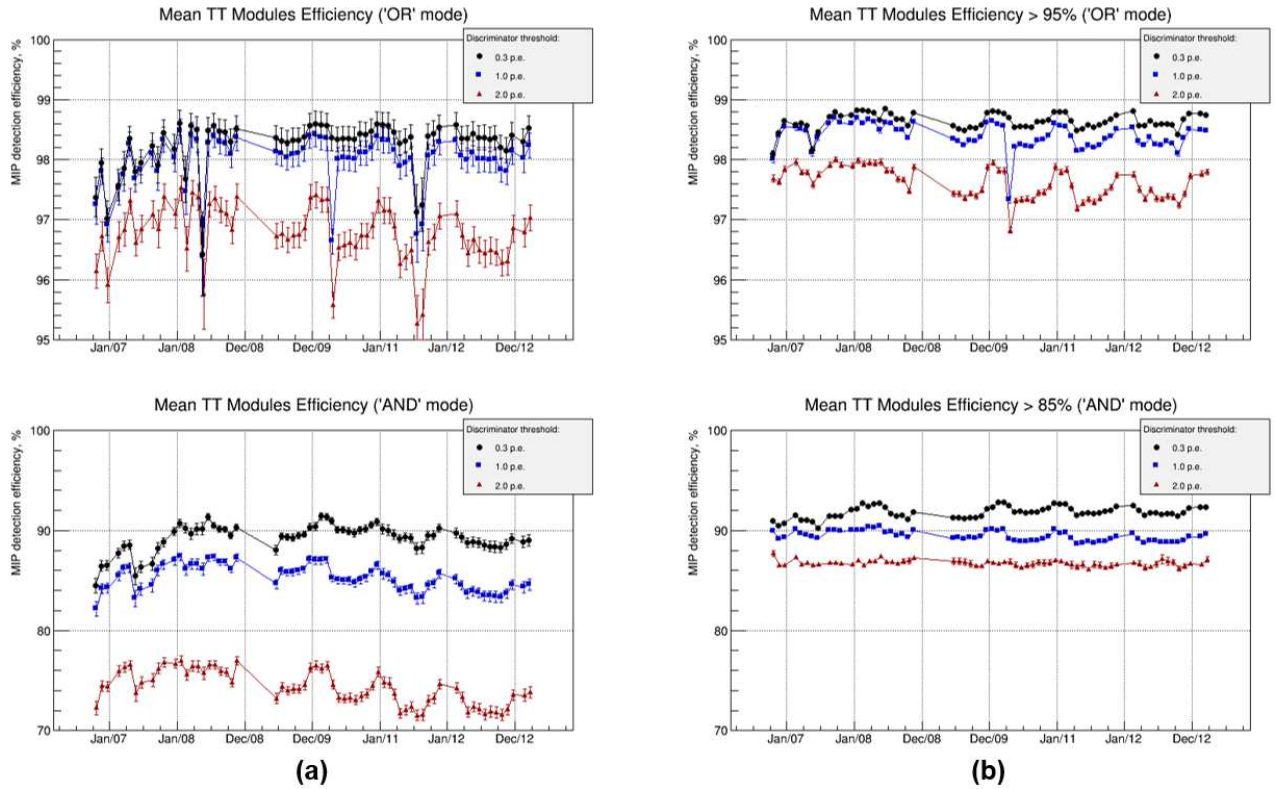 Mean TT Modules Efficiency ('OR' mode)
MIP detection efficiency, %
100
99
98
97
96
95
Discriminator threshold:
0.3 p.e.
1.0 p.e.
2.0 p.e.
Jan/07 Jan/08 Dec/08 Dec/09 Jan/11 Jan/12 Dec/12
Mean TT Modules Efficiency > 95% ('OR' mode)
MIP detection efficiency, %
100
99
98
97
96
95
Discriminator threshold:
0.3 p.e.
1.0 p.e.
2.0 p.e.
Jan/07 Jan/08 Dec/08 Dec/09 Jan/11 Jan/12 Dec/12
Mean TT Modules Efficiency ('AND' mode)
MIP detection efficiency, %
100
90
80
70
Discriminator threshold:
0.3 p.e.
1.0 p.e.
2.0 p.e.
Jan/07 Jan/08 Dec/08 Dec/09 Jan/11 Jan/12 Dec/12
Mean TT Modules Efficiency > 85% ('AND' mode)
MIP detection efficiency, %
100
90
80
70
Discriminator threshold:
0.3 p.e.
1.0 p.e.
2.0 p.e.
Jan/07 Jan/08 Dec/08 Dec/09 Jan/11 Jan/12 Dec/12
(a)
(b)